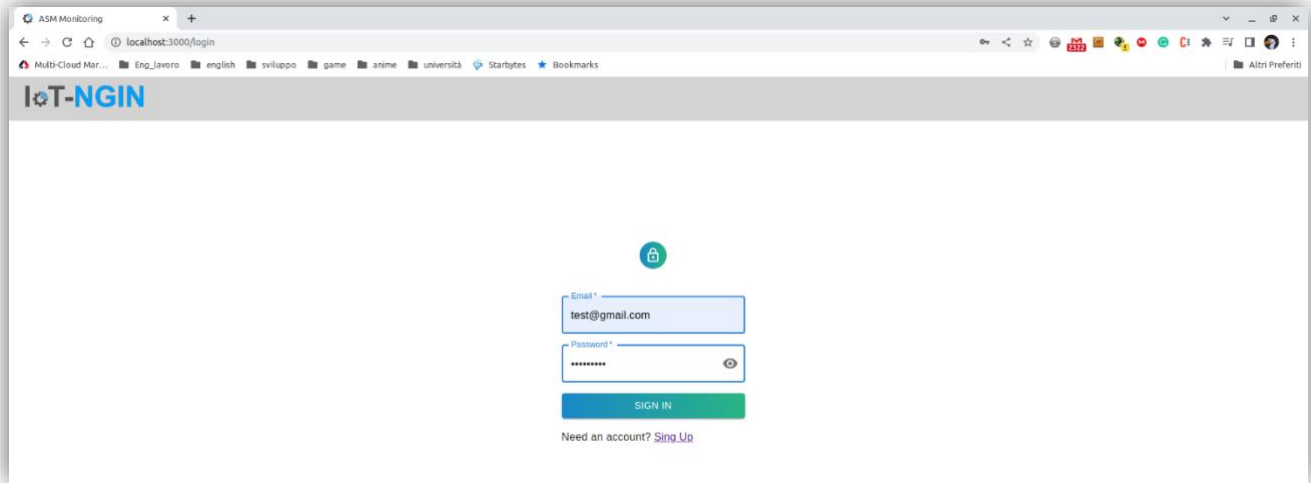 ASM Monitoring
localhost:3000/login
2322
Multi-Cloud Mar... Eng_lavoro english sviluppo game anime università Starbytes Bookmarks Altri Preferiti
IoT-NGIN
Email *
test@gmail.com
Password *
•••••••••
SIGN IN
Need an account? Sing Up